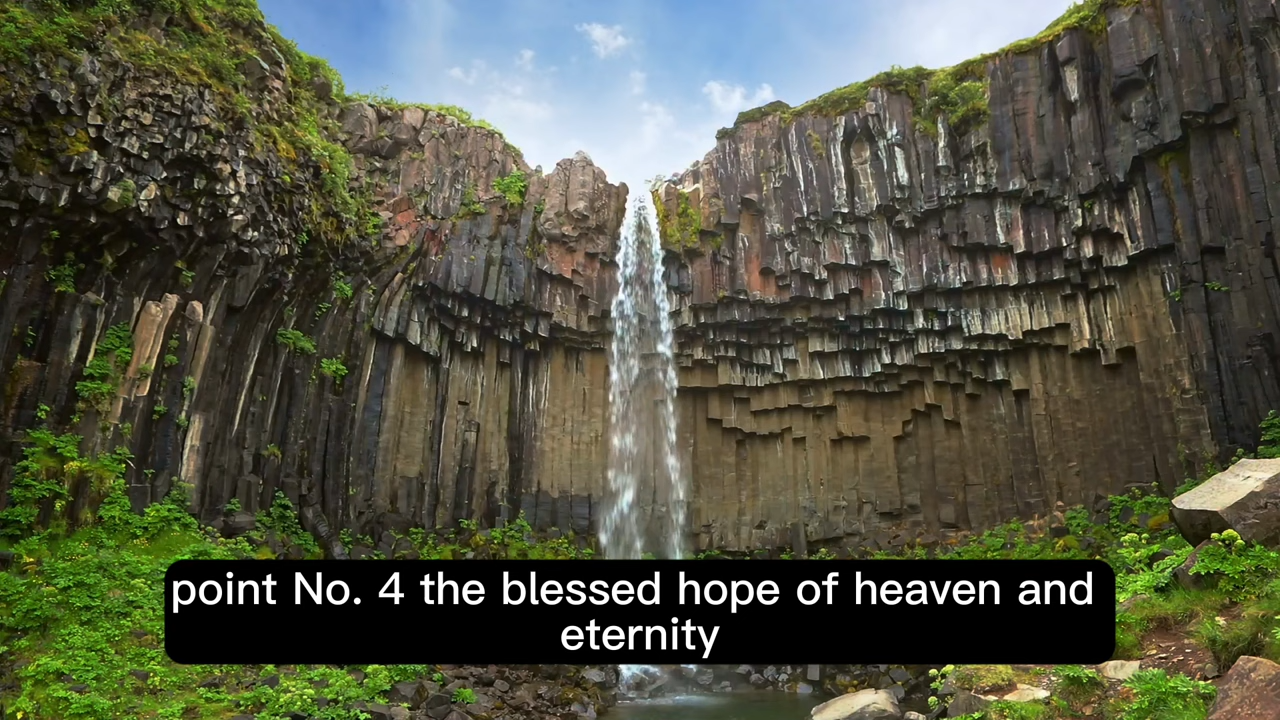 point No. 4 the blessed hope of heaven and
eternity